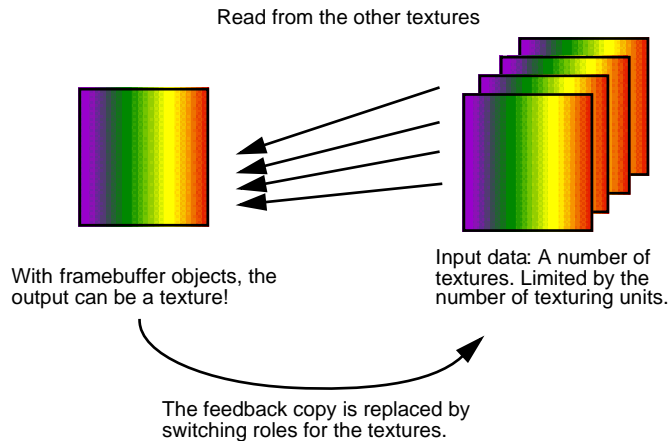 Read from the other textures
With framebuffer objects, the
output can be a texture!
Input data: A number of
textures. Limited by the
number of texturing units.
The feedback copy is replaced by
switching roles for the textures.